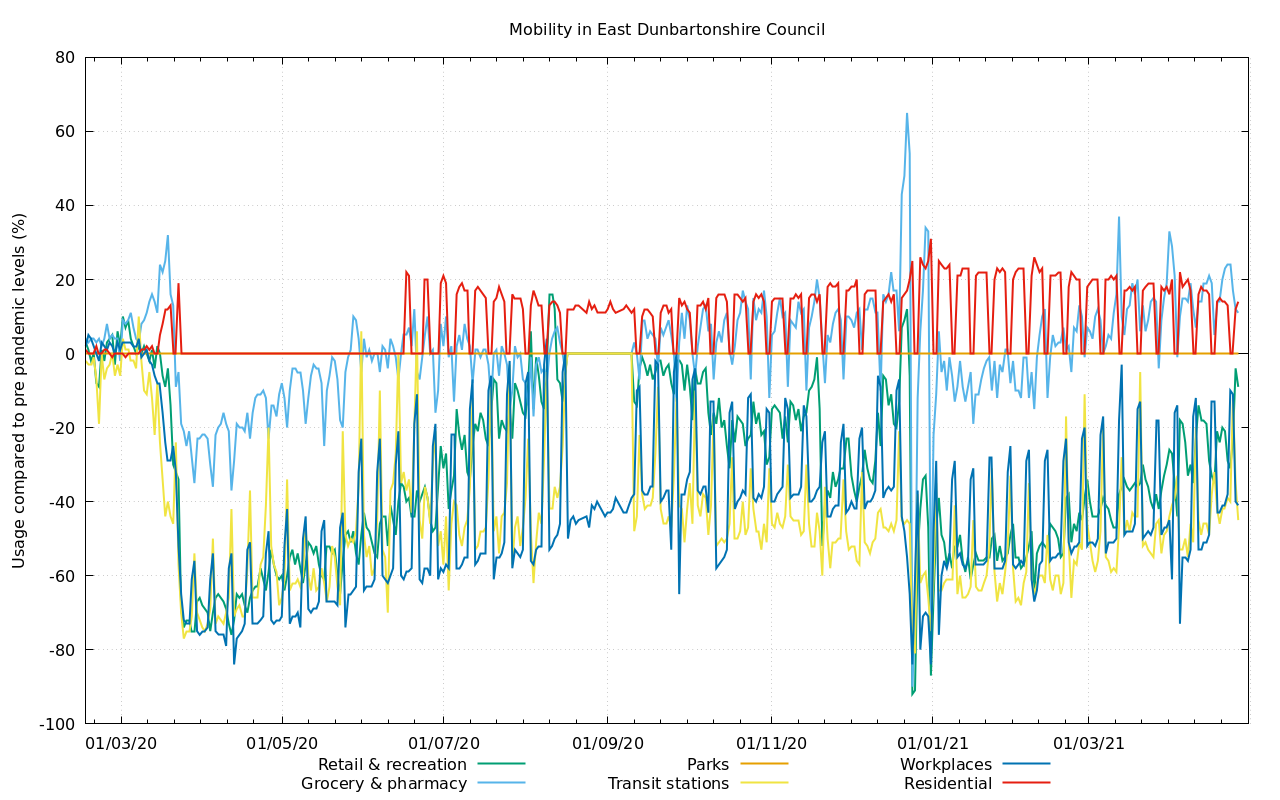 Mobility in East Dunbartonshire Council
Usage compared to pre pandemic levels (%)
80
60
40
20
0
-20
-40
-60
-80
-100
01/03/20 01/05/20 01/07/20 01/09/20 01/11/20 01/01/21 01/03/21
Retail & recreation Parks Workplaces
Grocery & pharmacy Transit stations Residential